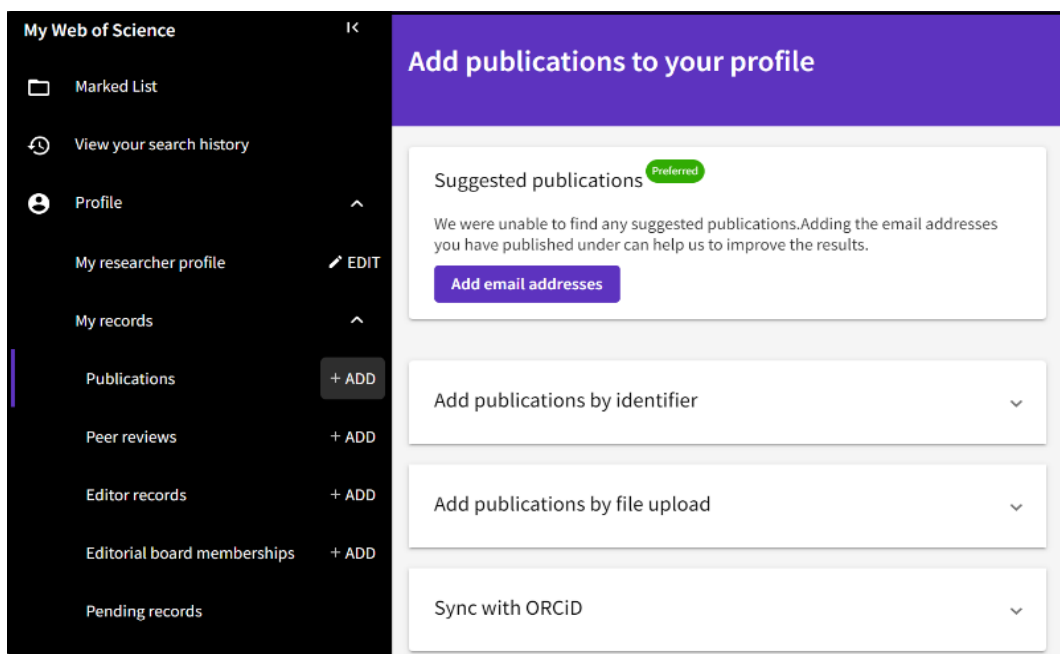 My Web of Science
Marked List
View your search history
Profile
My researcher profile EDIT
My records
Publications + ADD
Peer reviews + ADD
Editor records + ADD
Editorial board memberships + ADD
Pending records
Add publications to your profile
Suggested publications Preferred
We were unable to find any suggested publications.Adding the email addresses
you have published under can help us to improve the results.
Add email addresses
Add publications by identifier
Add publications by file upload
Sync with ORCiD